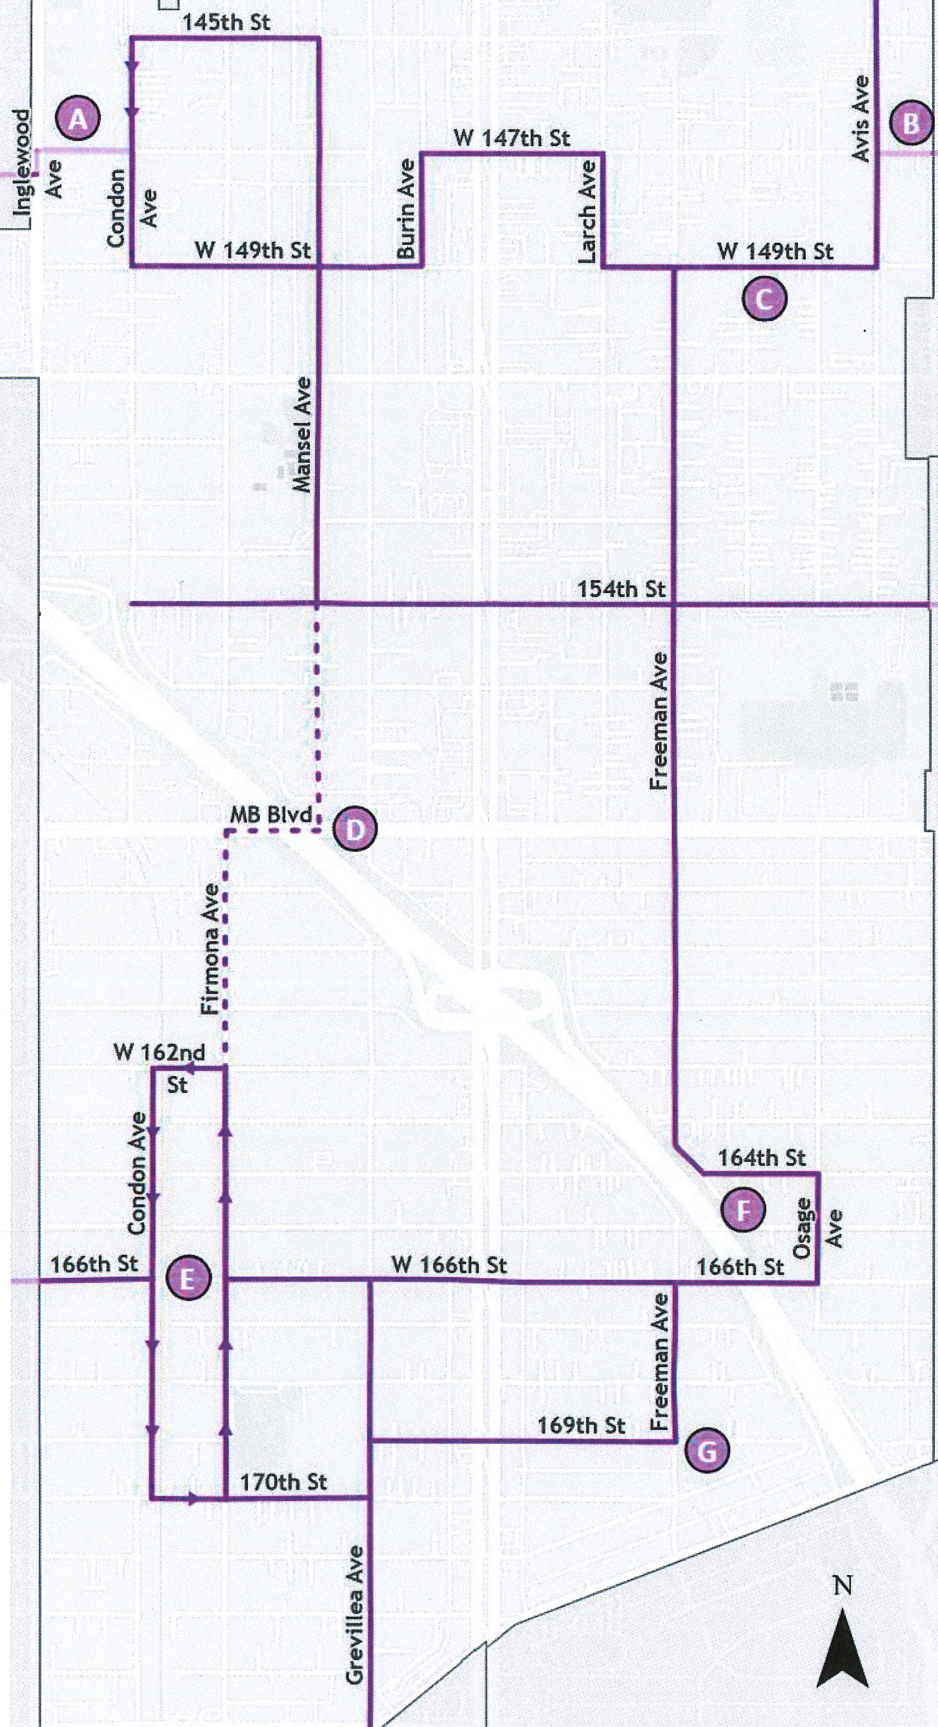 145th St
A
Inglewood
Ave
Condon
Ave
W 147th St
Burin Ave
Larch Ave
Avis Ave
B
W 149th St
W 149th St
C
Mansel Ave
154th St
Freeman Ave
MB Blvd
D
Firmona Ave
W 162nd
St
Condon Ave
164th St
F
Osage
Ave
166th St
E
W 166th St
166th St
Freeman Ave
169th St
G
170th St
Grevillea Ave
N